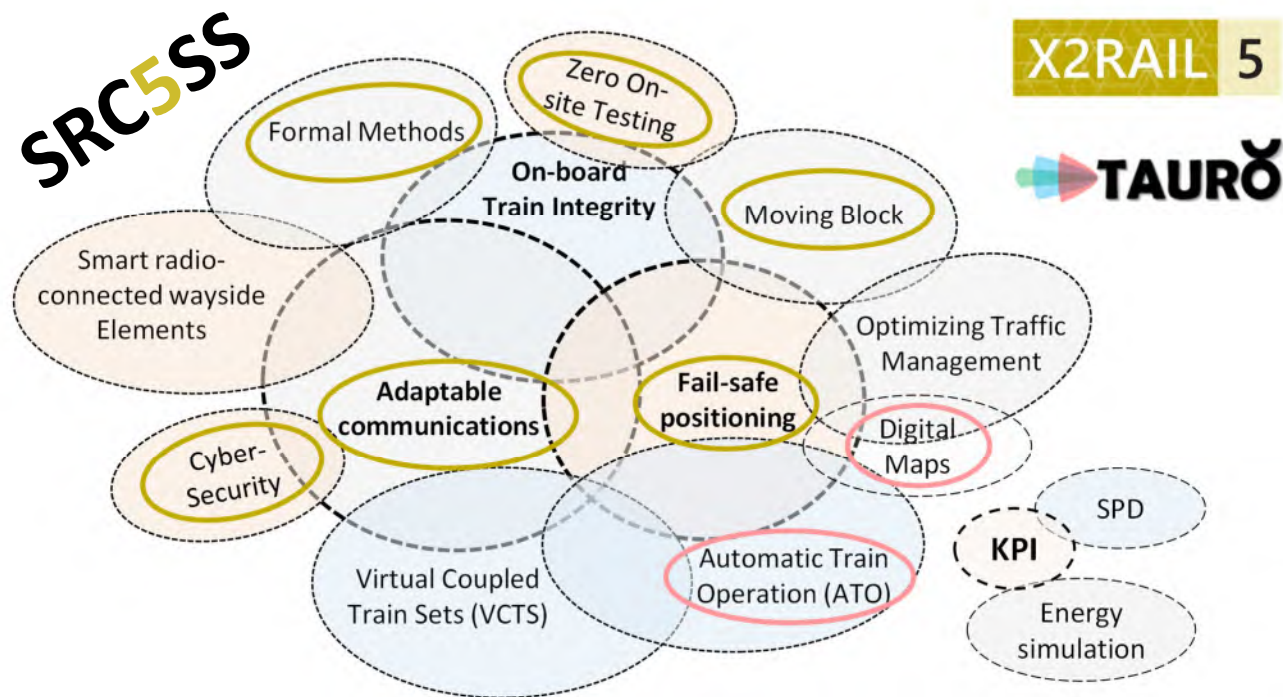 SRC5SS
X2RAIL 5
TAURŎ
Zero On-
site Testing
Formal Methods
On-board
Train Integrity
Moving Block
Smart radio-
connected wayside
Elements
Optimizing Traffic
Management
Adaptable
communications
Fail-safe
positioning
Digital
Maps
Cyber-
Security
SPD
KPI
Automatic Train
Operation (ATO)
Virtual Coupled
Train Sets (VCTS)
Energy
simulation